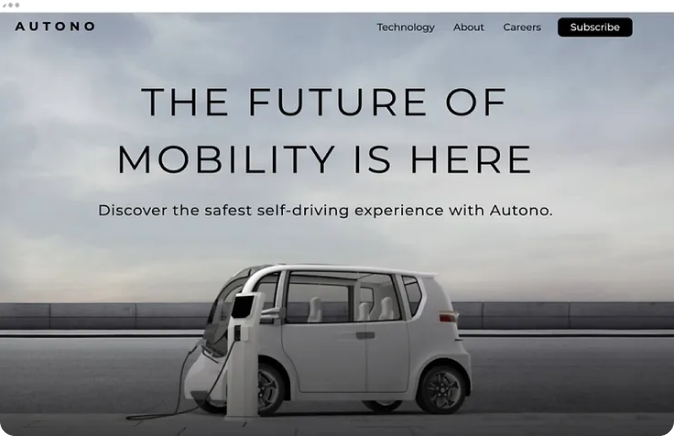 AUTONO
Technology About Careers Subscribe
THE FUTURE OF
MOBILITY IS HERE
Discover the safest self-driving experience with Autono.